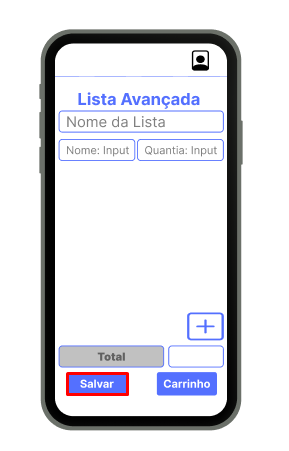 Lista Avançada
Nome da Lista
Nome: Input Quantia: Input
Total
Salvar Carrinho